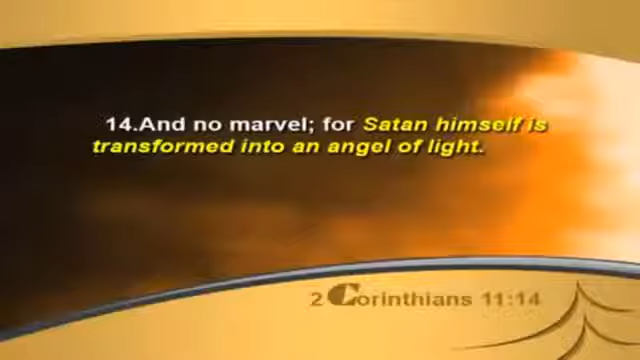 14.And no marvel; for Satan himself is
transformed into an angel of light.
2 Corinthians 11:14